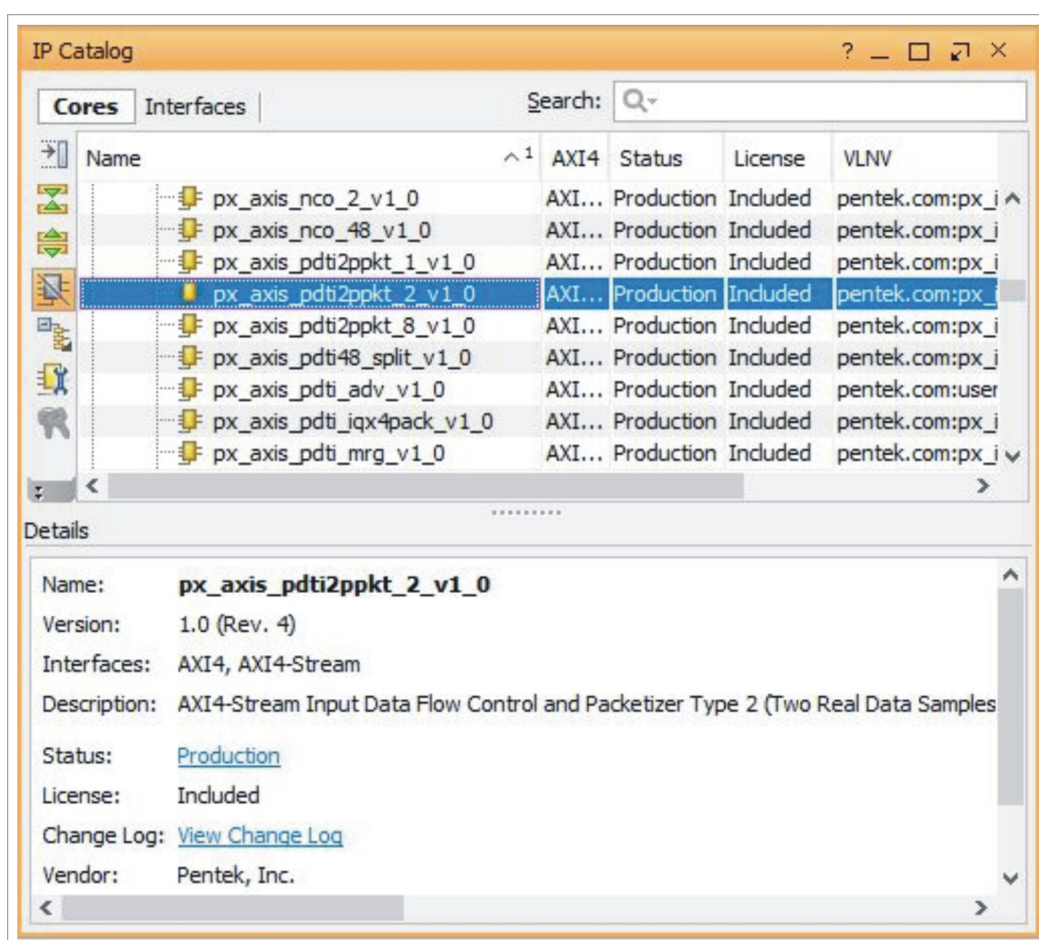 IP Catalog ?
Cores Interfaces Search:
Name 1 AXI4 Status License VLNV
px_axis_nco_2_v1_0 AXI... Production Included pentek.com:px_i
px_axis_nco_48_v1_0 AXI... Production Included pentek.com:px_i
px_axis_pdti2ppkt_1_v1_0 AXI... Production Included pentek.com:px_i
px_axis_pdti2ppkt_2_v1_0 AXI... Production Included pentek.com:px_i
px_axis_pdti2ppkt_8_v1_0 AXI... Production Included pentek.com:px_i
px_axis_pdti48_split_v1_0 AXI... Production Included pentek.com:px_i
px_axis_pdti_adv_v1_0 AXI... Production Included pentek.com:user
px_axis_pdti_iqx4pack_v1_0 AXI... Production Included pentek.com:px_i
px_axis_pdti_mrg_v1_0 AXI... Production Included pentek.com:px_i
Details
Name: px_axis_pdti2ppkt_2_v1_0
Version: 1.0 (Rev. 4)
Interfaces: AXI4, AXI4-Stream
Description: AXI4-Stream Input Data Flow Control and Packetizer Type 2 (Two Real Data Samples
Status: Production
License: Included
Change Log: View Change Log
Vendor: Pentek, Inc.